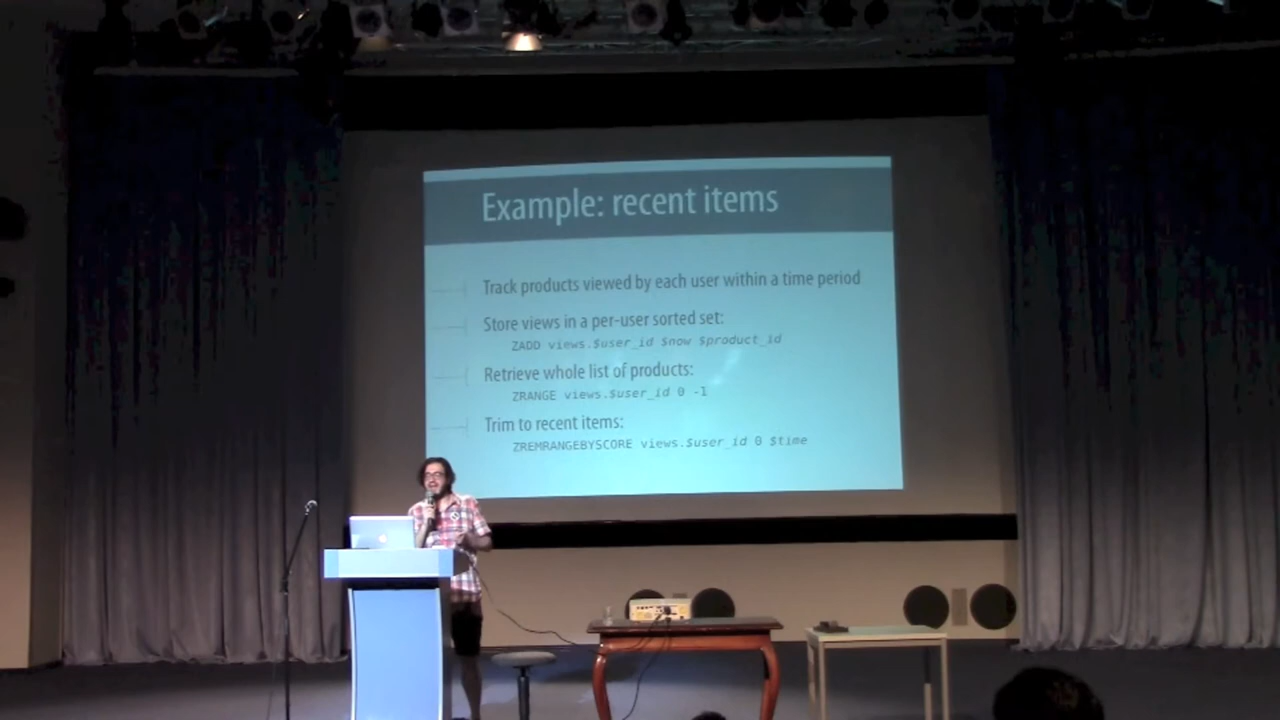 Example: recent items
Track products viewed by each user within a time period
Store views in a per-user sorted set:
ZADD views.$user_id $now $product_id
Retrieve whole list of products:
ZRANGE views.$user_id 0 -1
Trim to recent items:
ZREMRANGEBYSCORE views.$user_id 0 $time